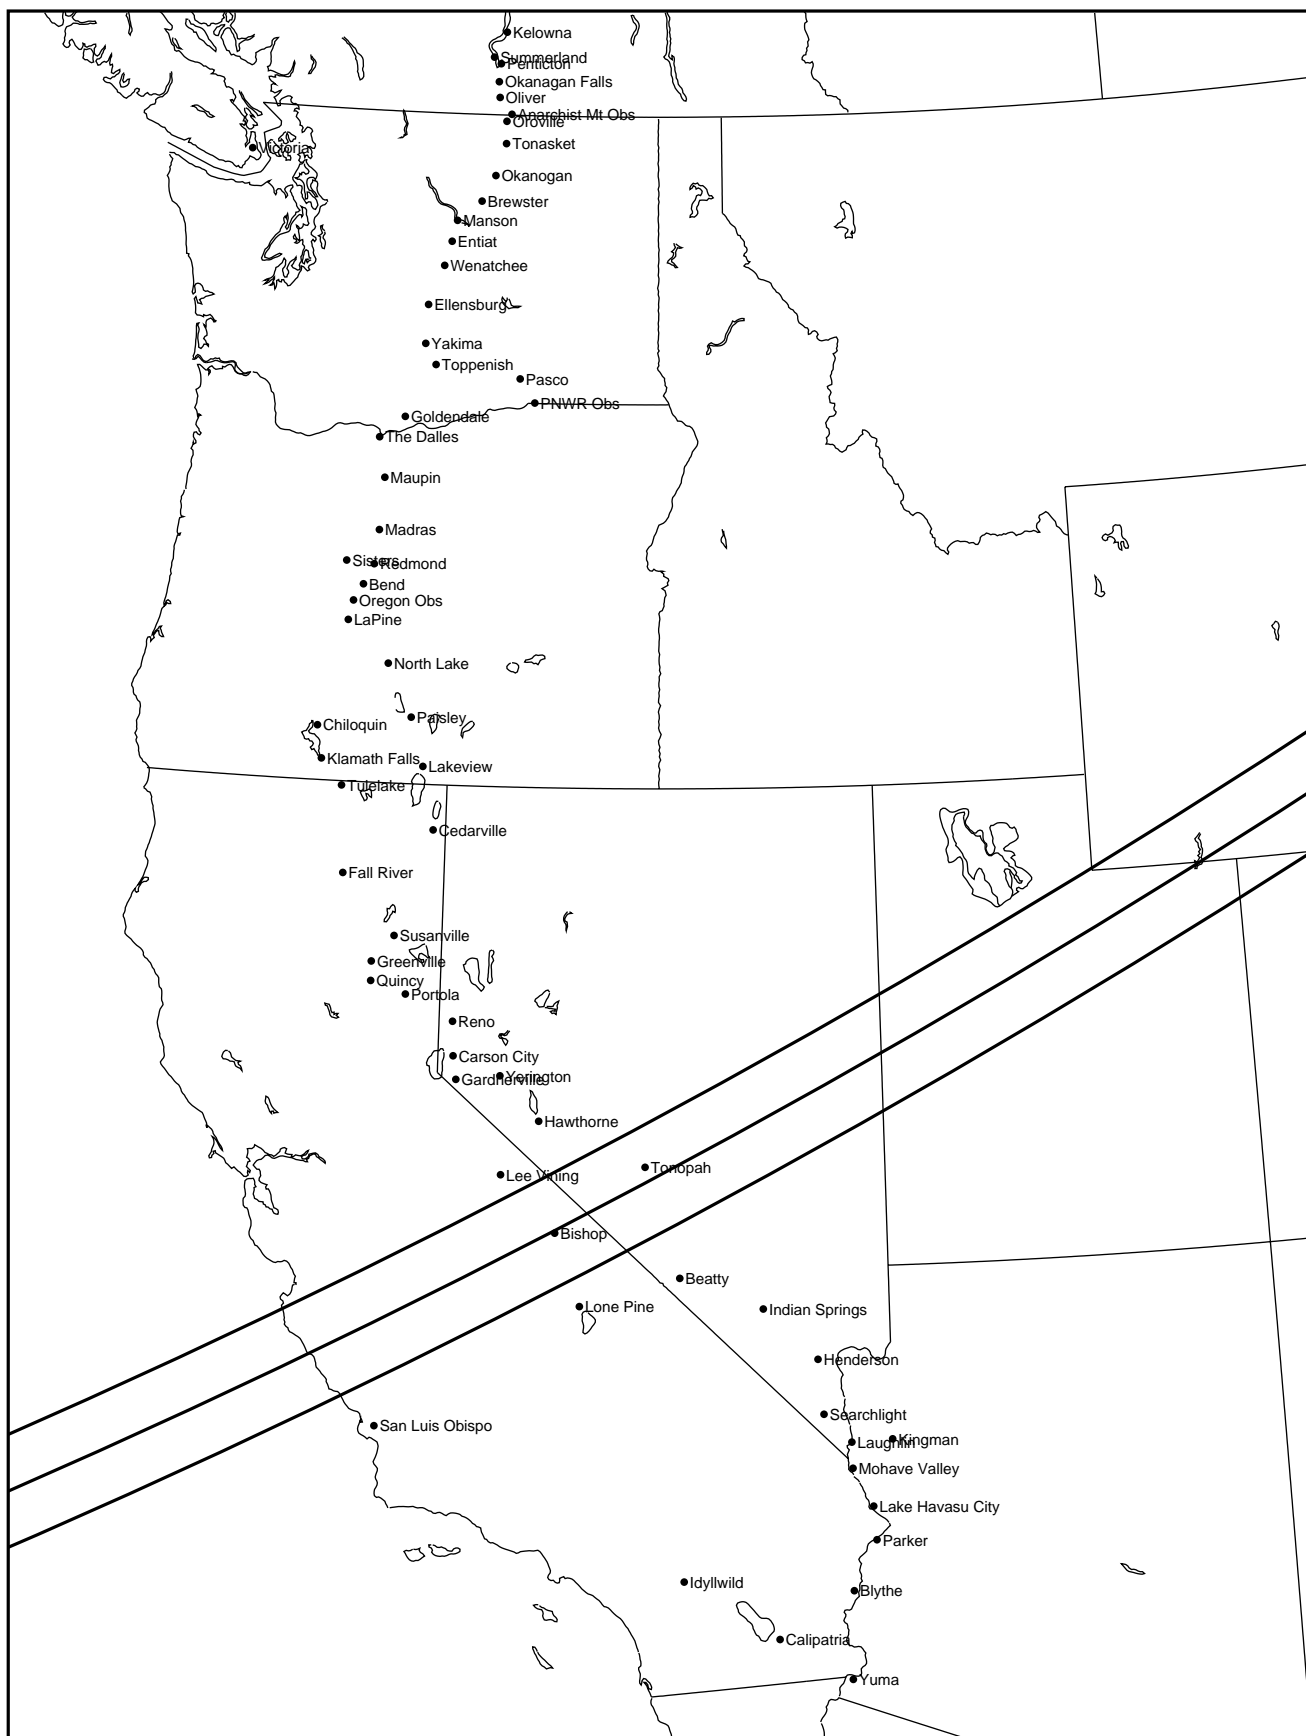 Kelowna
Summerland
Penticton
Okanagan Falls
Oliver
Anarchist Mt Obs
Oroville
Tonasket
Victoria
Okanogan
Brewster
Manson
Entiat
Wenatchee
Ellensburg
Yakima
Toppenish
Pasco
PNWR Obs
Goldendale
The Dalles
Maupin
Madras
Sisters
Redmond
Bend
Oregon Obs
LaPine
North Lake
Paisley
Chiloquin
Klamath Falls
Lakeview
Tulelake
Cedarville
Fall River
Susanville
Greenville
Quincy
Portola
Reno
Carson City
Yerington
Gardnerville
Hawthorne
Tonopah
Lee Vining
Bishop
Beatty
Lone Pine
Indian Springs
Henderson
Searchlight
San Luis Obispo
Kingman
Laughlin
Mohave Valley
Lake Havasu City
Parker
Idyllwild
Blythe
Calipatria
Yuma